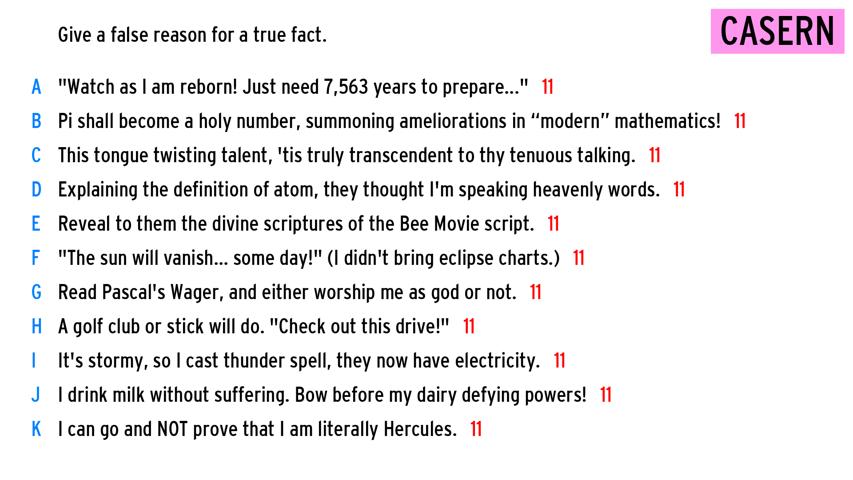 Give a false reason for a true fact.
CASERN
A "Watch as I am reborn! Just need 7,563 years to prepare..." 11
B Pi shall become a holy number, summoning ameliorations in “modern” mathematics! 11
C This tongue twisting talent, 'tis truly transcendent to thy tenuous talking. 11
D Explaining the definition of atom, they thought I'm speaking heavenly words. 11
E Reveal to them the divine scriptures of the Bee Movie script. 11
F "The sun will vanish... some day!" (I didn't bring eclipse charts.) 11
G Read Pascal's Wager, and either worship me as god or not. 11
H A golf club or stick will do. "Check out this drive!" 11
I It's stormy, so I cast thunder spell, they now have electricity. 11
J I drink milk without suffering. Bow before my dairy defying powers! 11
K I can go and NOT prove that I am literally Hercules. 11